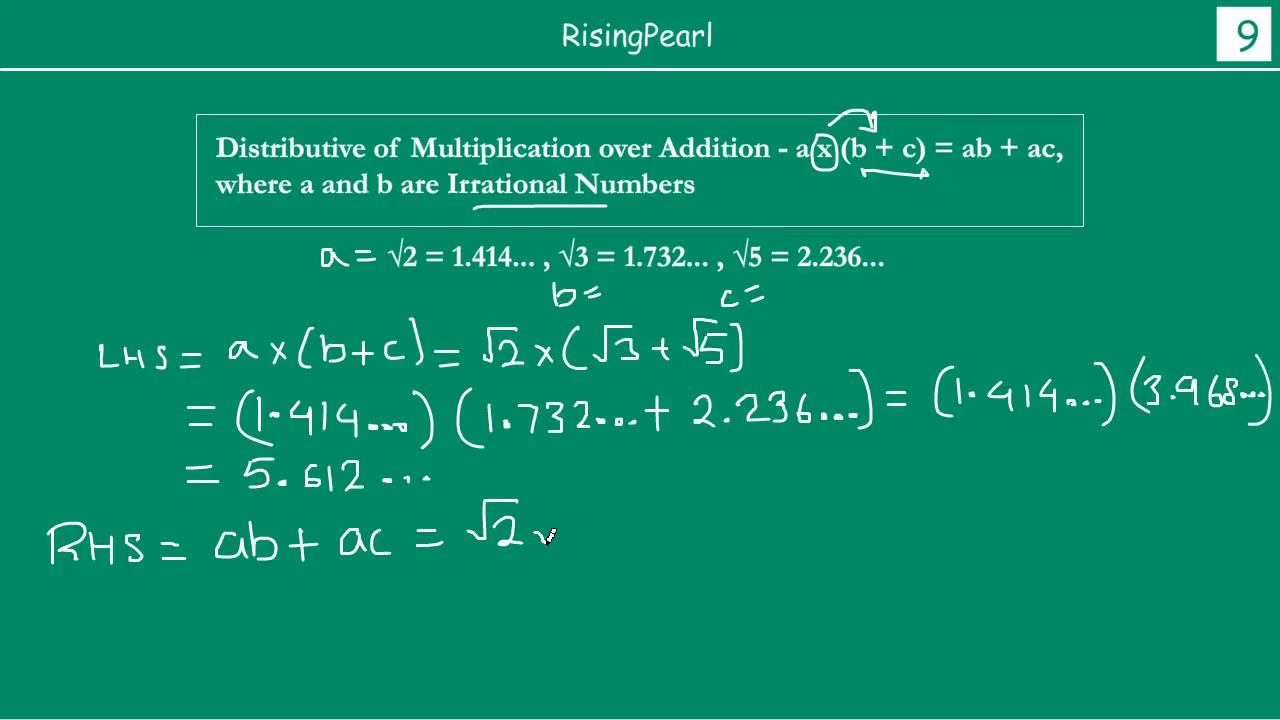 RisingPearl
9
Distributive of Multiplication over Addition - a x (b + c) = ab + ac,
where a and b are Irrational Numbers
a = √2 = 1.414... , √3 = 1.732... , √5 = 2.236...
b = c =
LHS = a × (b + c) = √2 × (√3 + √5]
= (1.414....) (1.732... + 2.236...) = (1.414...) (3.968...)
= 5.612 ...
RHS = ab + ac = √2